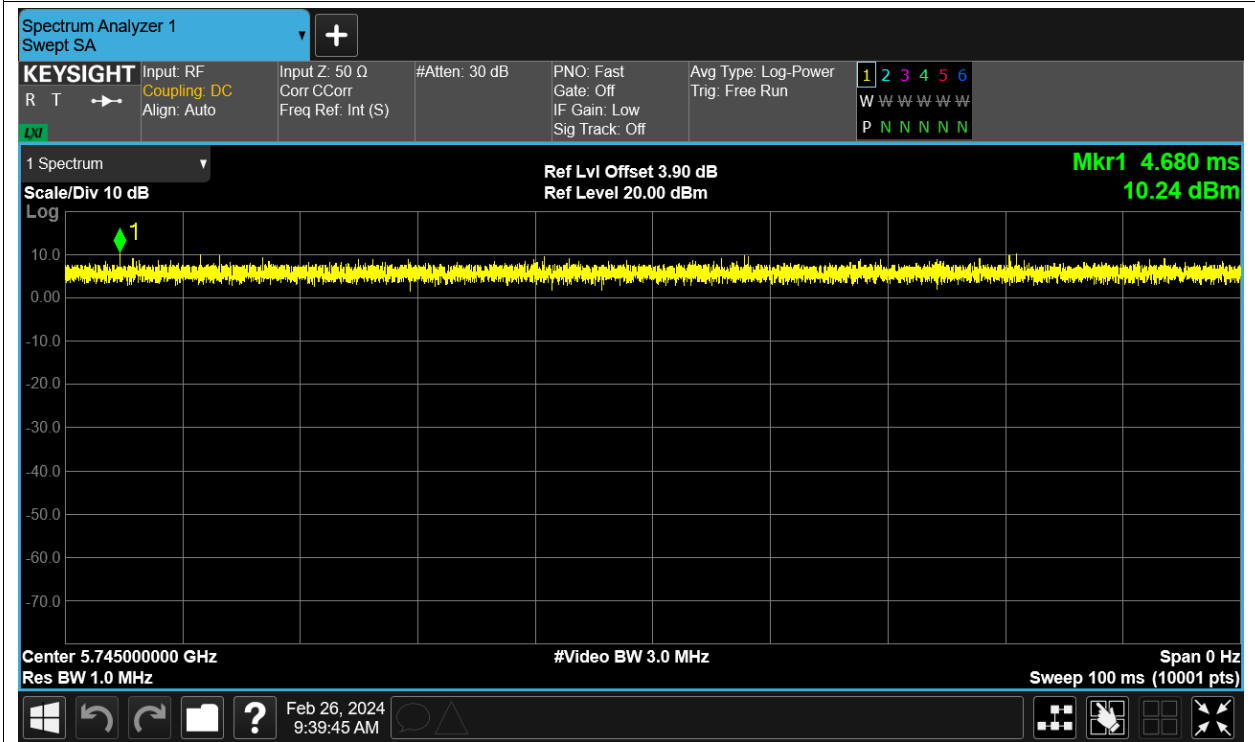 Spectrum Analyzer 1
Swept SA
+
KEYSIGHT
R T
LXI
Input: RF
Coupling: DC
Align: Auto
Input Z: 50 Ω
Corr CCorr
Freq Ref: Int (S)
#Atten: 30 dB
PNO: Fast
Gate: Off
IF Gain: Low
Sig Track: Off
Avg Type: Log-Power
Trig: Free Run
1 2 3 4 5 6
W W W W W W
P N N N N N
1 Spectrum
Scale/Div 10 dB
Log
Ref Lvl Offset 3.90 dB
Ref Level 20.00 dBm
Mkr1 4.680 ms
10.24 dBm
1
10.0
0.00
-10.0
-20.0
-30.0
-40.0
-50.0
-60.0
-70.0
Center 5.745000000 GHz
Res BW 1.0 MHz
#Video BW 3.0 MHz
Span 0 Hz
Sweep 100 ms (10001 pts)
?
Feb 26, 2024
9:39:45 AM